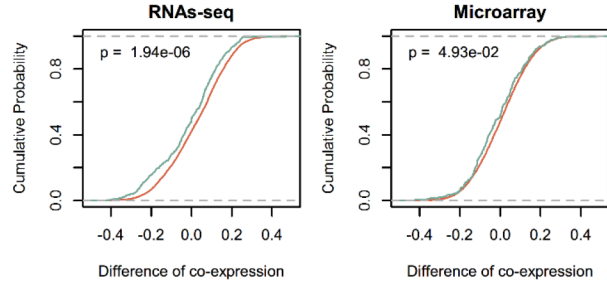 RNAs-seq
Cumulative Probability
0.8
0.4
0.0
p = 1.94e-06
-0.4 -0.2 0.0 0.2 0.4
Difference of co-expression
Microarray
Cumulative Probability
0.8
0.4
0.0
p = 4.93e-02
-0.4 -0.2 0.0 0.2 0.4
Difference of co-expression